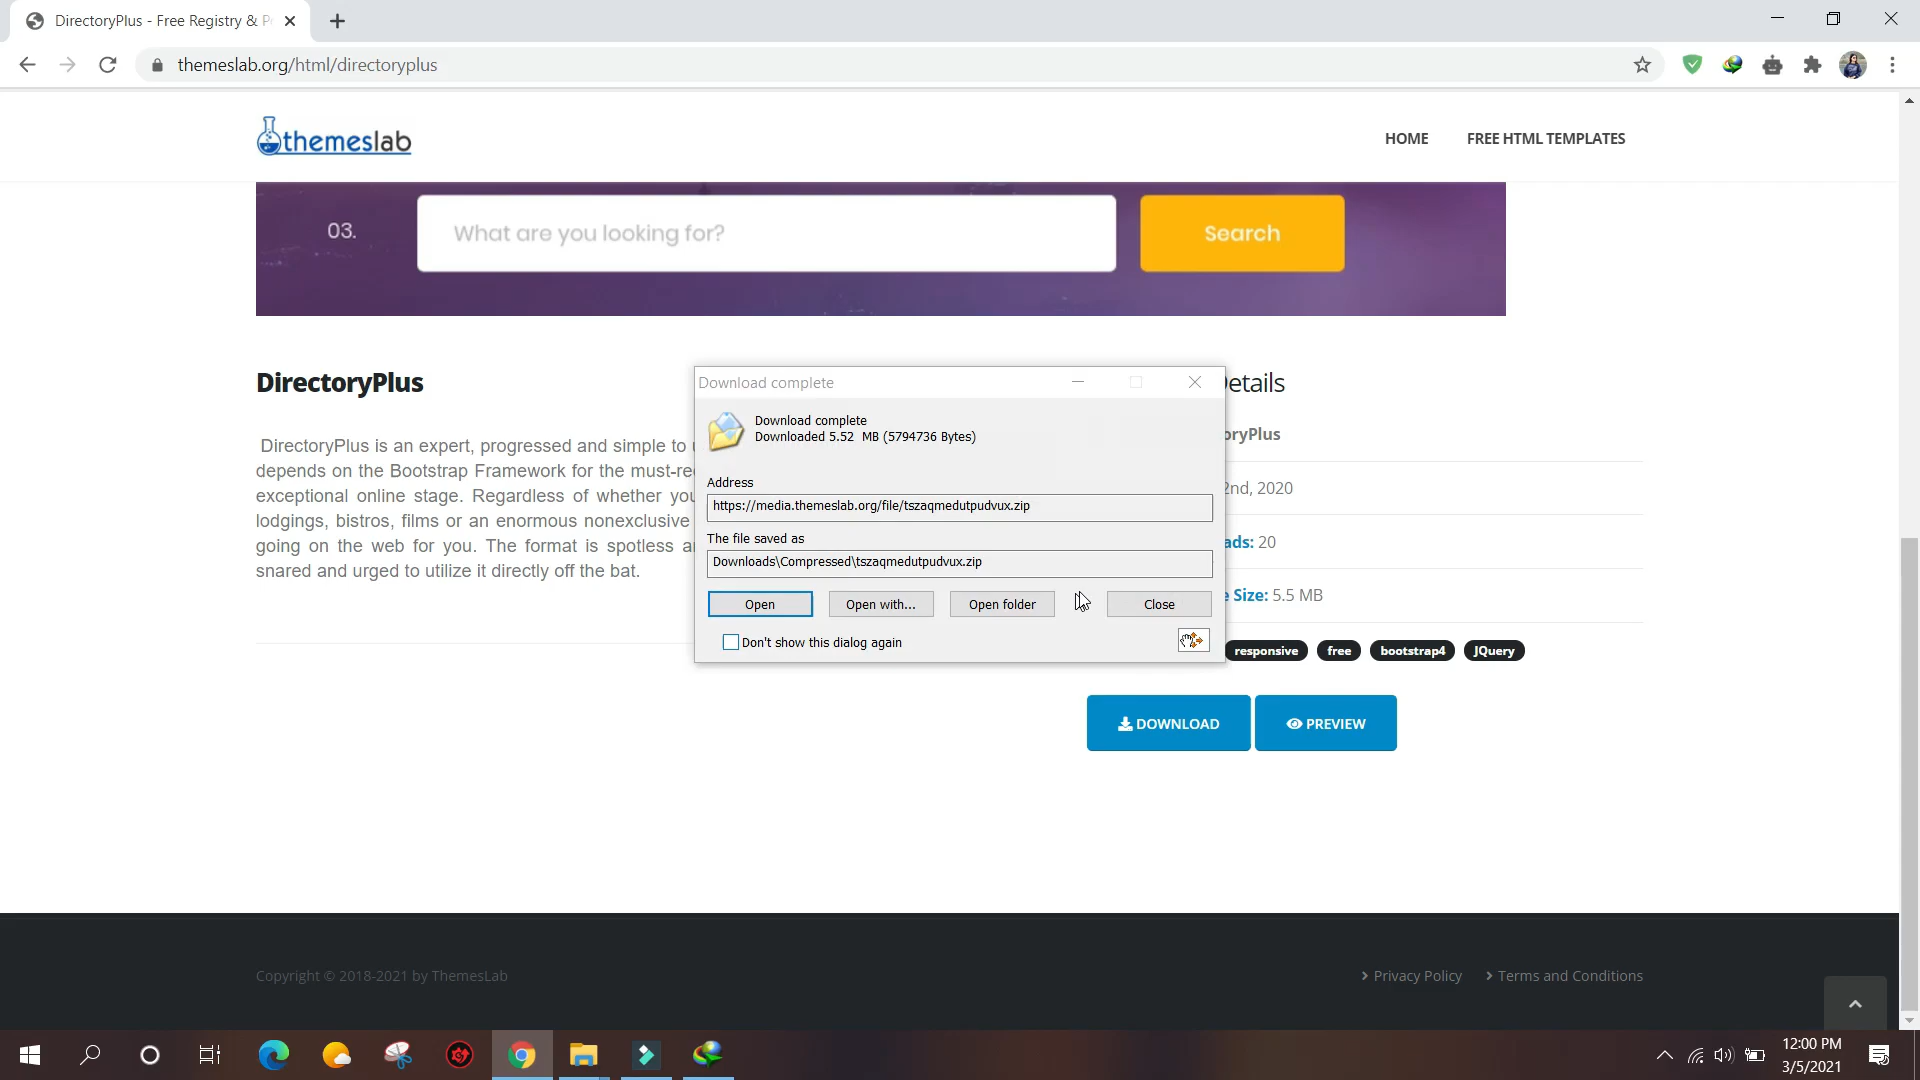 DirectoryPlus - Free Registry & P
themeslab.org/html/directoryplus
themeslab
HOME
FREE HTML TEMPLATES
03.
What are you looking for?
Search
DirectoryPlus
DirectoryPlus is an expert, progressed and simple to
depends on the Bootstrap Framework for the
exceptional online stage. Regardless of whether
lodgings, bistros, films or an enormous nonexclusive
going on the web for you. The format is spotless
snared and urged to utilize it directly off the bat.
Download complete
Download complete
Downloaded 5.52 MB (5794736 Bytes)
Address
https://media.themeslab.org/file/tszaqmedutpudvux.zip
The file saved as
Downloads\Compressed\tszaqmedutpudvux.zip
Open
Open with...
Open folder
Close
Don't show this dialog again
Details
oryPlus
2nd, 2020
ads: 20
e Size: 5.5 MB
responsive
free
bootstrap4
JQuery
DOWNLOAD
PREVIEW
Copyright © 2018-2021 by ThemesLab
Privacy Policy
Terms and Conditions
12:00 PM
3/5/2021